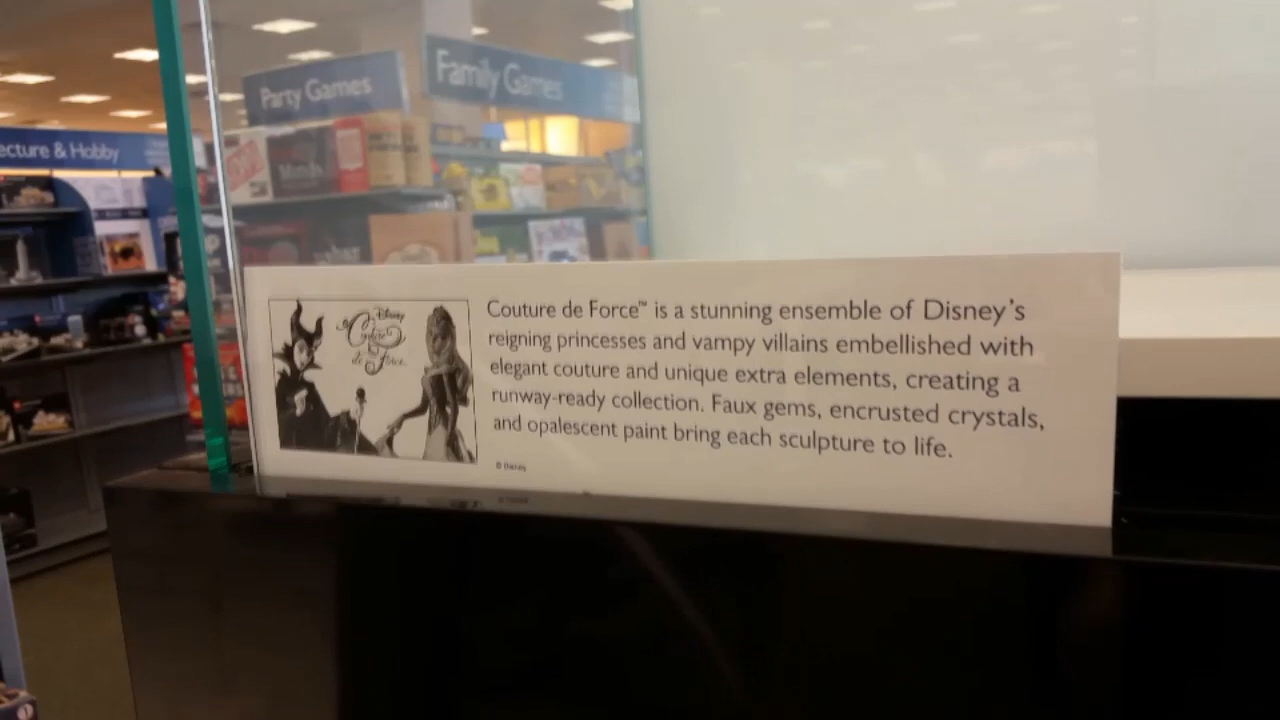 Party Games
Family Games
ecture & Hobby
Disney
Couture
de Force
Couture de Force™ is a stunning ensemble of Disney's
reigning princesses and vampy villains embellished with
elegant couture and unique extra elements, creating a
runway-ready collection. Faux gems, encrusted crystals,
and opalescent paint bring each sculpture to life.
© Disney